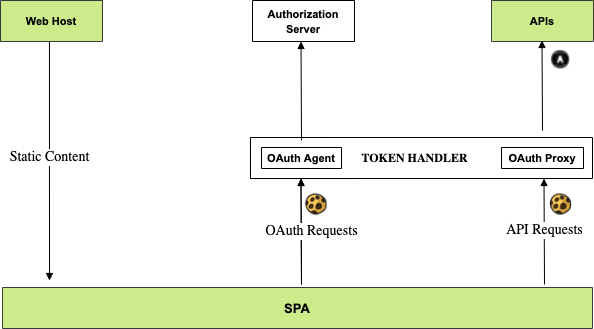 Web Host
Authorization
Server
APIs
A
OAuth Agent
TOKEN HANDLER
OAuth Proxy
Static Content
OAuth Requests
API Requests
SPA